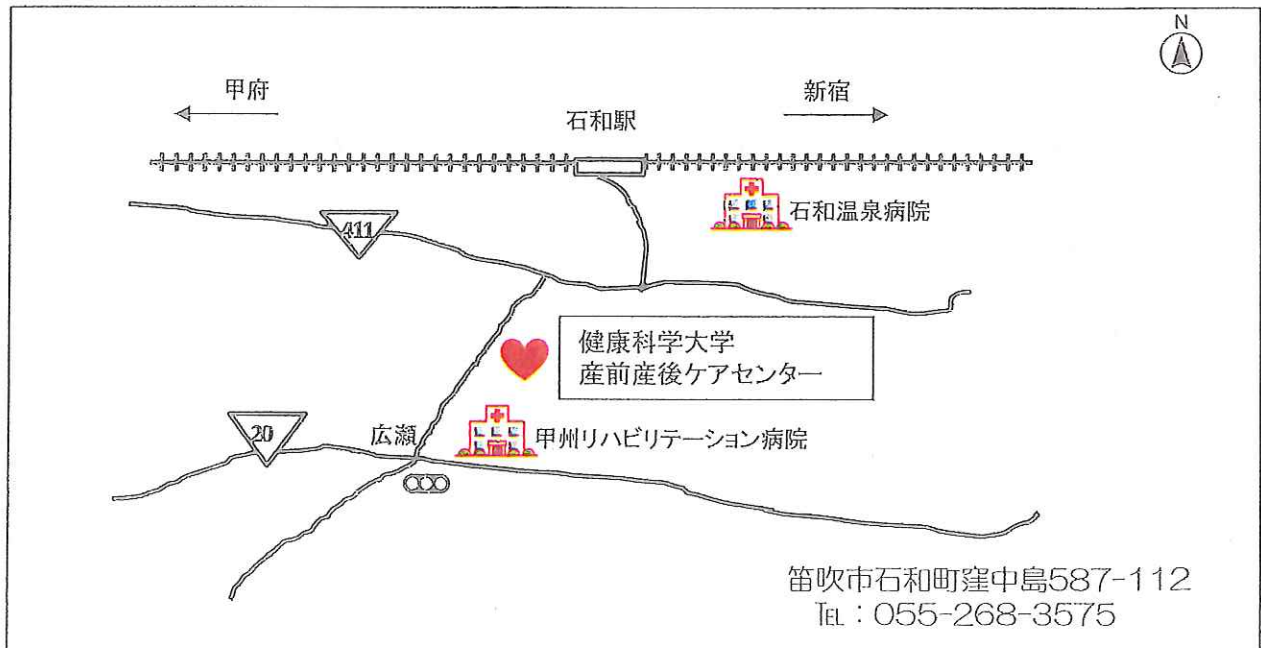 N
甲府
新宿
石和駅
石和温泉病院
411
健康科学大学
産前産後ケアセンター
20
広瀬
甲州リハビリテーション病院
笛吹市石和町窪中島587-112
TEL：055-268-3575